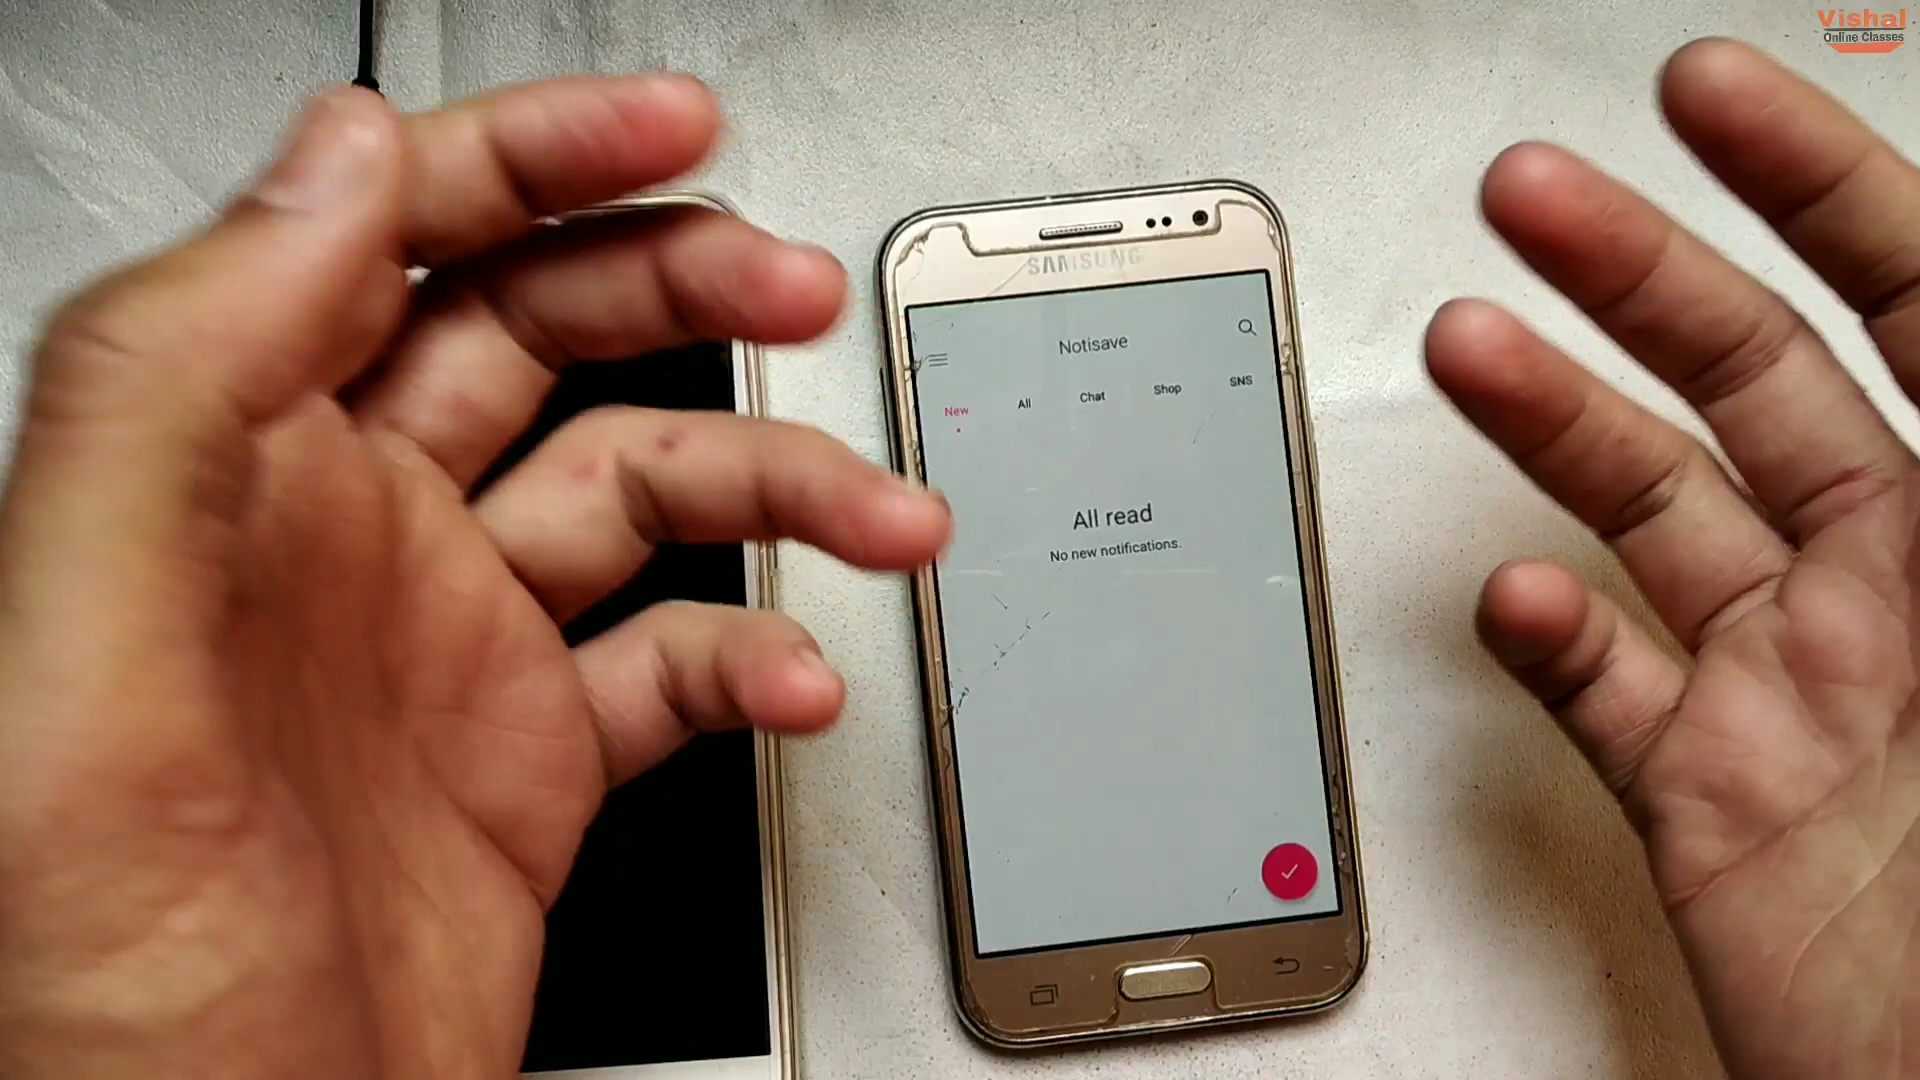 Vishal
Online Classes
SAMSUNG
Notisave
New
All
Chat
Shop
SNS
All read
No new notifications.